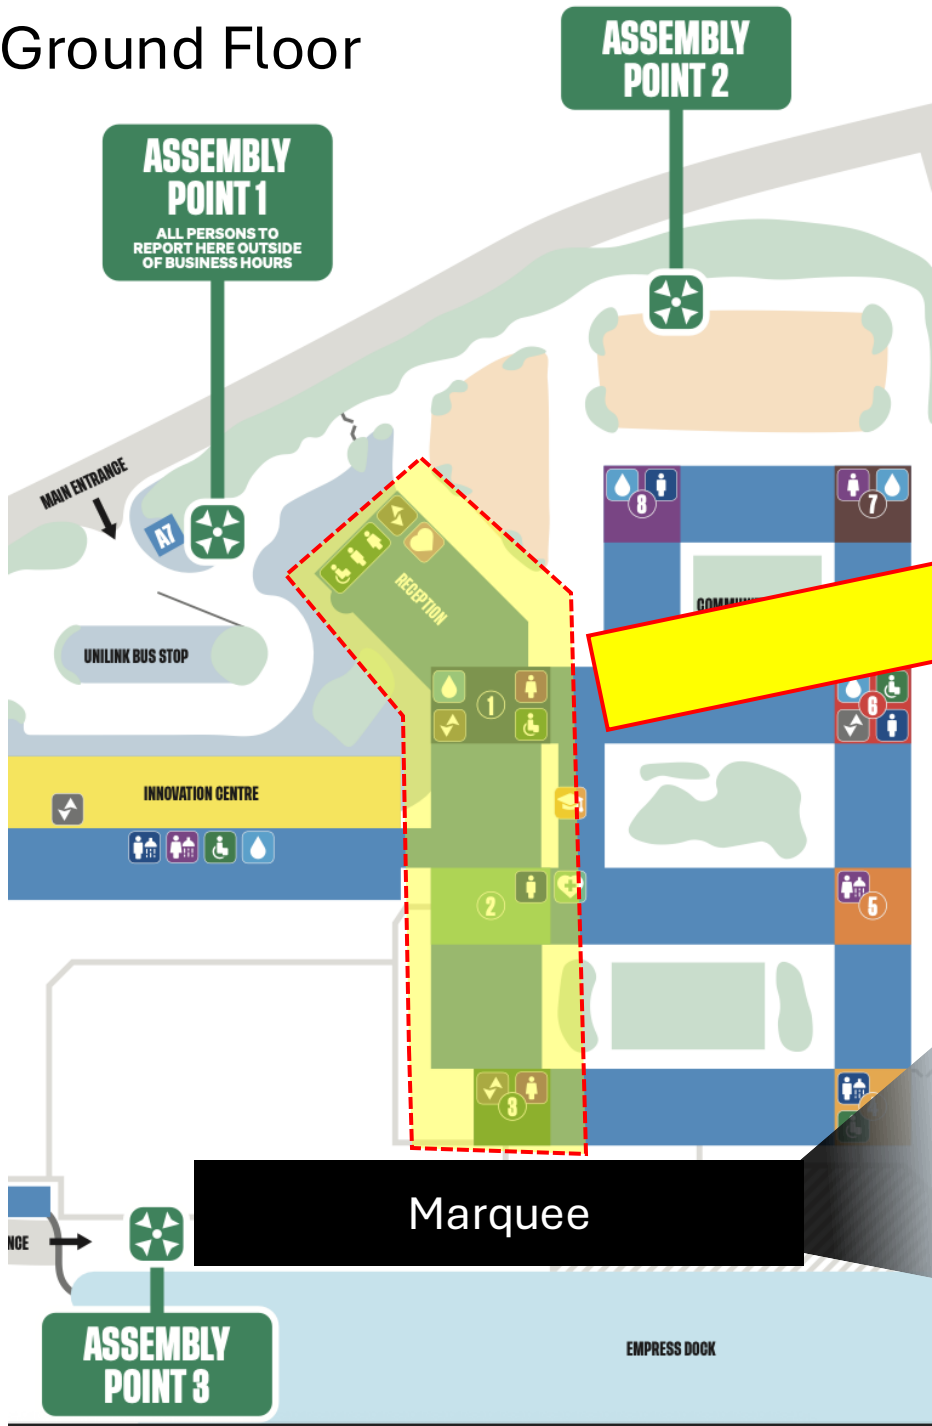 Ground Floor
ASSEMBLY
POINT 2
ASSEMBLY
POINT 1
ALL PERSONS TO
REPORT HERE OUTSIDE
OF BUSINESS HOURS
MAIN ENTRANCE
A7
8
7
RECEPTION
UNILINK BUS STOP
1
6
INNOVATION CENTRE
2
5
3
Marquee
NCE
ASSEMBLY
POINT 3
EMPRESS DOCK